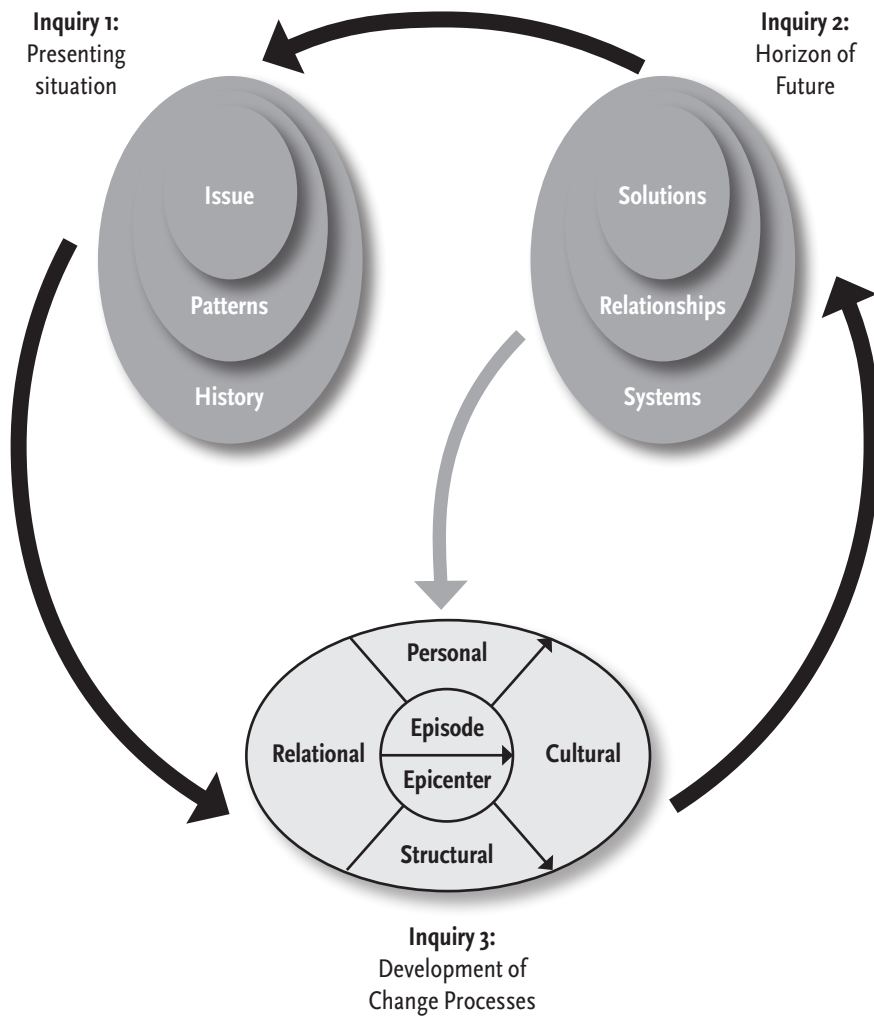 Inquiry 1:
Presenting
situation
Inquiry 2:
Horizon of
Future
Issue
Patterns
History
Solutions
Relationships
Systems
Personal
Episode
Relational
Cultural
Epicenter
Structural
Inquiry 3:
Development of
Change Processes